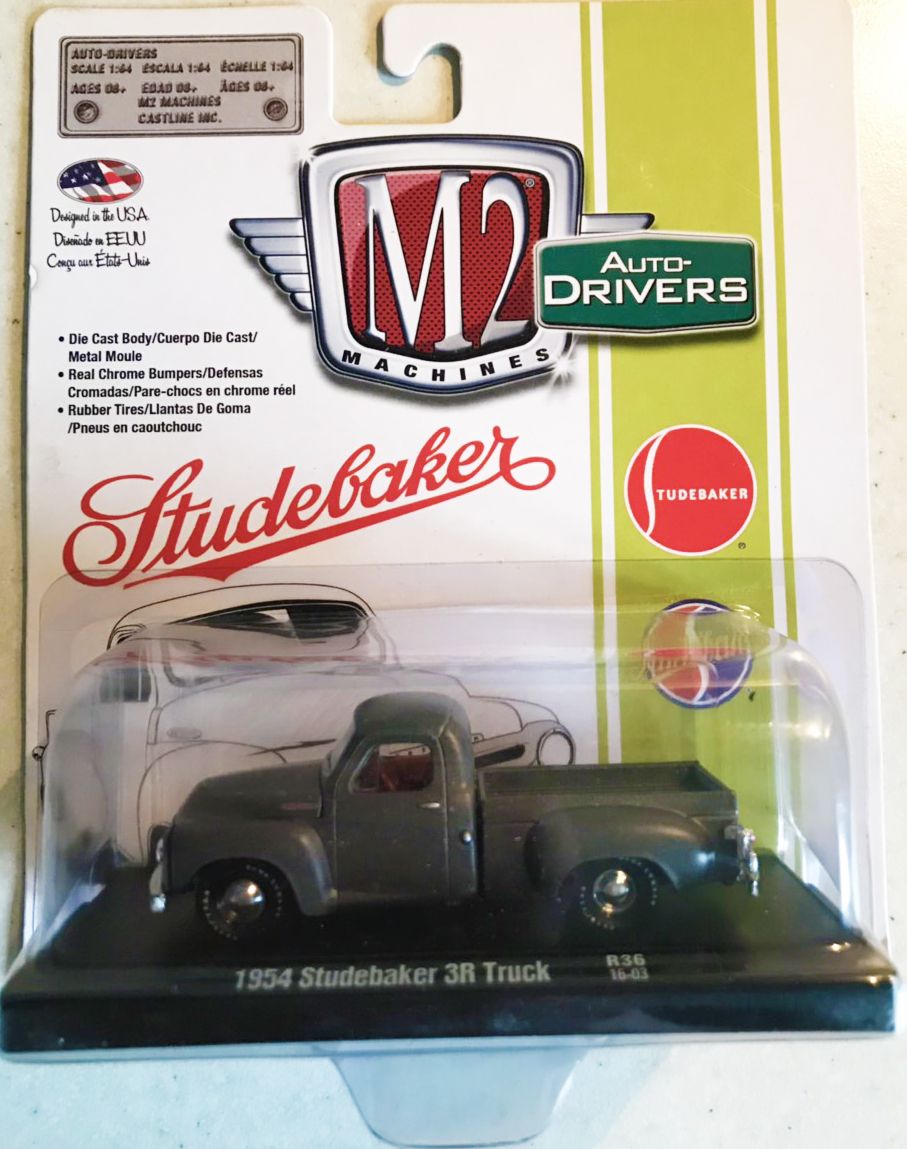 AUTO-DRIVERS
SCALE 1:64 ESCALA 1:64 ÉCHELLE 1:64
AGES 08+ EDAD 08+ ÂGES 08+
M2 MACHINES
CASTLINE INC.
Designed in the U.S.A.
Diseñado en EE.UU
Conçu aux États-Unis
M2®
MACHINES
AUTO-
DRIVERS
• Die Cast Body/Cuerpo Die Cast/
Metal Moule
• Real Chrome Bumpers/Defensas
Cromadas/Pare-chocs en chrome réel
• Rubber Tires/Llantas De Goma
/Pneus en caoutchouc
Studebaker
STUDEBAKER
®
1954 Studebaker 3R Truck
R36
16-03